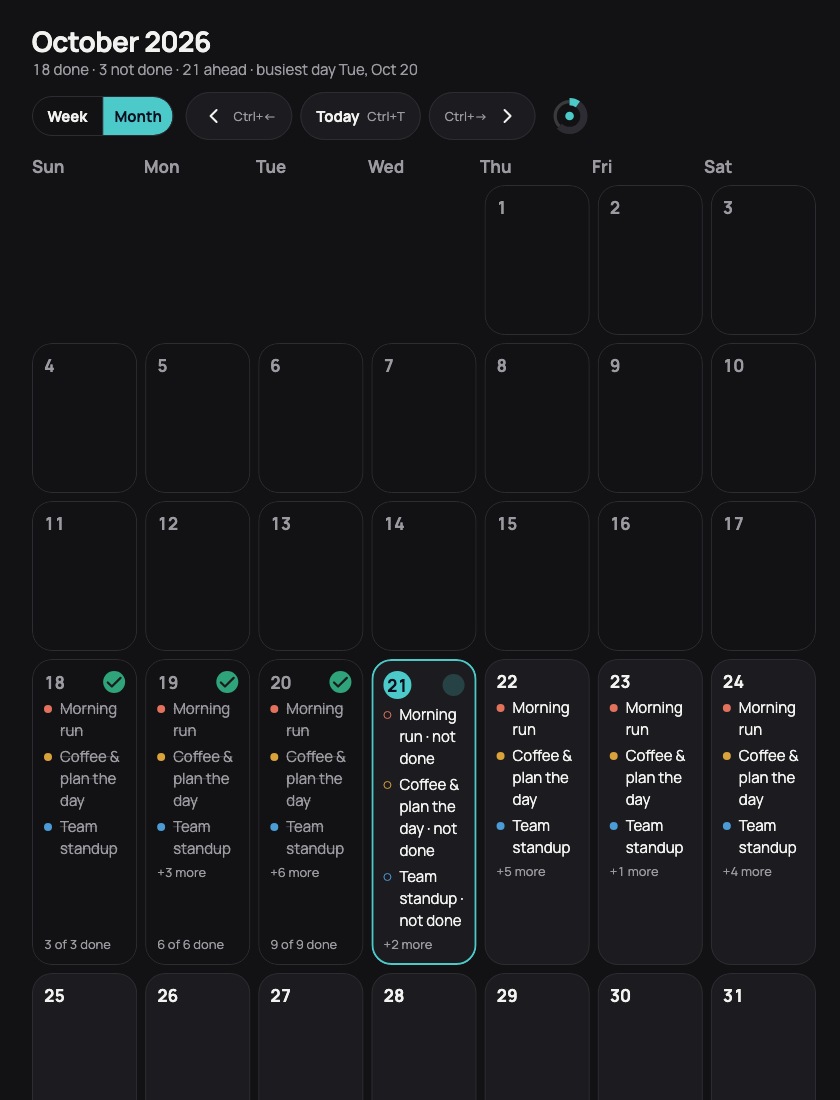 October 2026
18 done · 3 not done · 21 ahead · busiest day Tue, Oct 20
Week Month Ctrl+← Today Ctrl+T Ctrl+→
Sun Mon Tue Wed Thu Fri Sat
1 2 3
4 5 6 7 8 9 10
11 12 13 14 15 16 17
18
Morning
run
Coffee &
plan the
day
Team
standup
3 of 3 done
19
Morning
run
Coffee &
plan the
day
Team
standup
+3 more
6 of 6 done
20
Morning
run
Coffee &
plan the
day
Team
standup
+6 more
9 of 9 done
21
Morning
run · not
done
Coffee &
plan the
day · not
done
Team
standup ·
not done
+2 more
22
Morning
run
Coffee &
plan the
day
Team
standup
+5 more
23
Morning
run
Coffee &
plan the
day
Team
standup
+1 more
24
Morning
run
Coffee &
plan the
day
Team
standup
+4 more
25 26 27 28 29 30 31